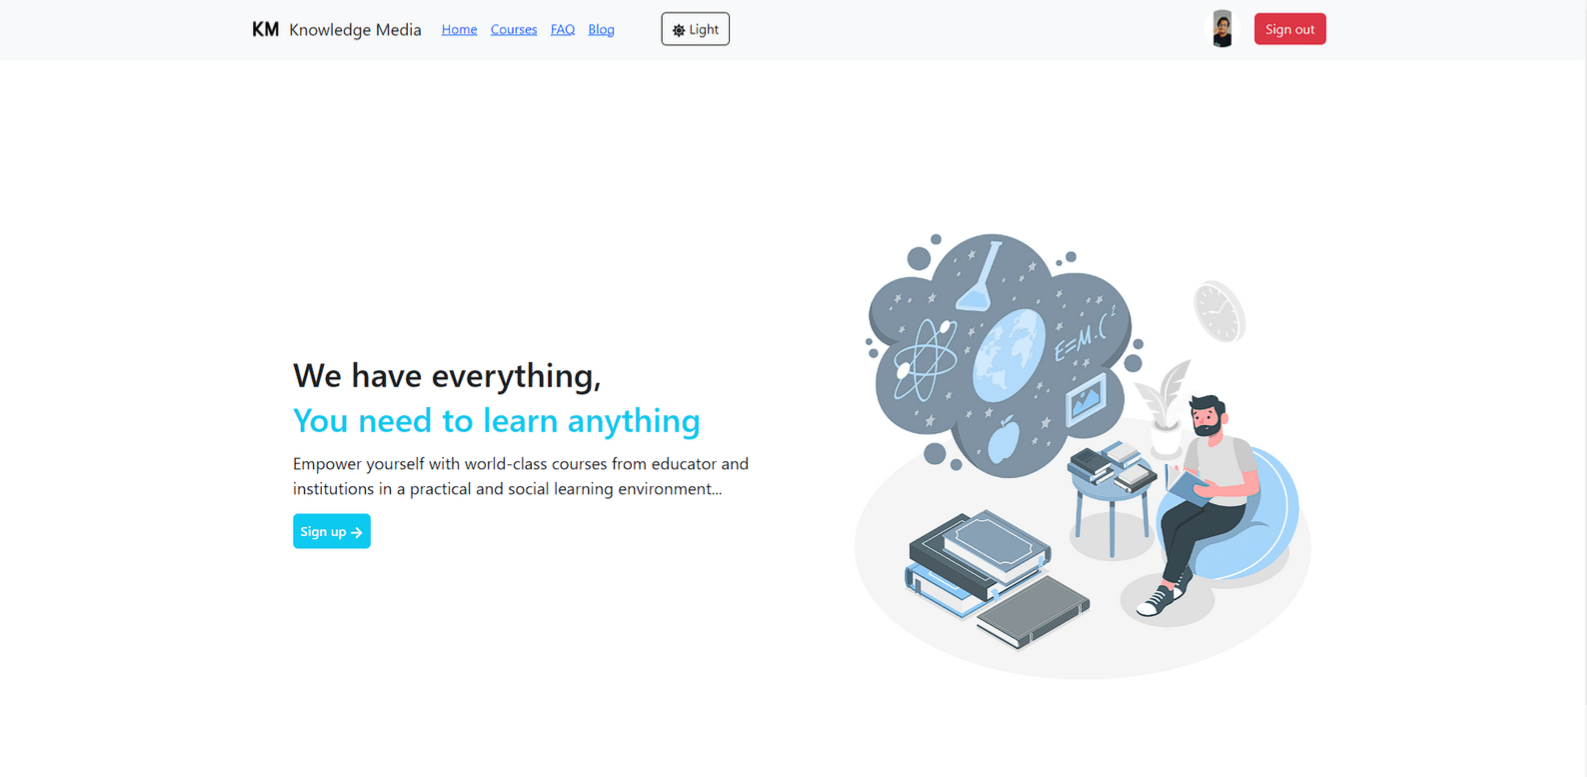 KM Knowledge Media Home Courses FAQ Blog Light Sign out
We have everything,
You need to learn anything
Empower yourself with world-class courses from educator and
institutions in a practical and social learning environment...
Sign up →
E=M.C²